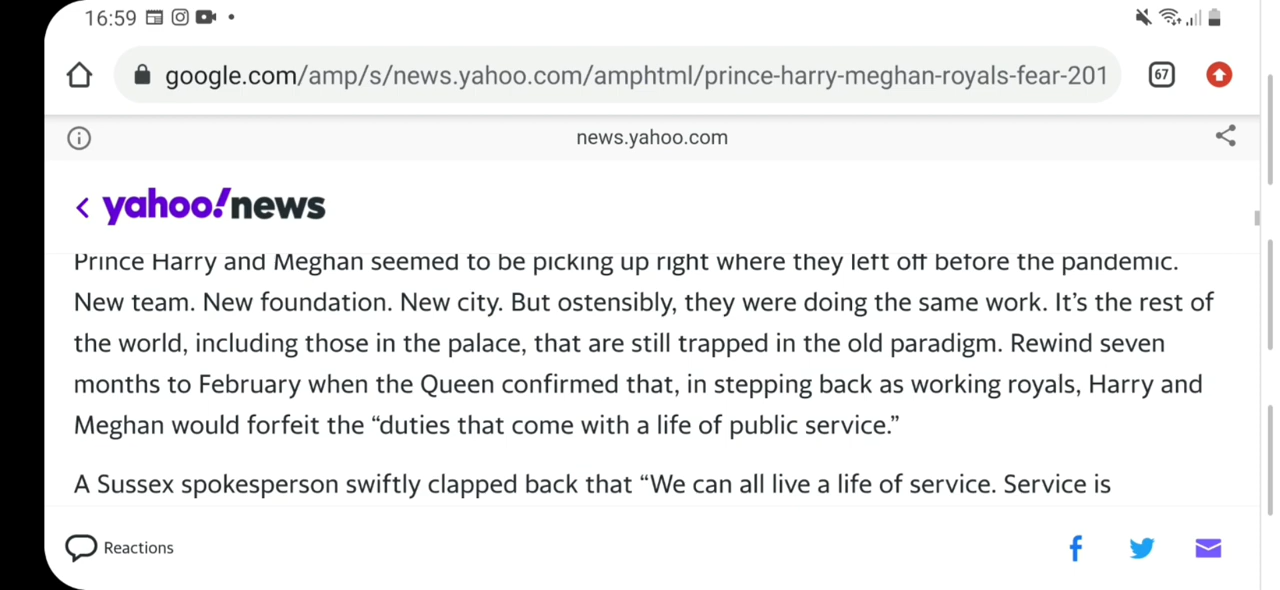 16:59
google.com/amp/s/news.yahoo.com/amphtml/prince-harry-meghan-royals-fear-201
67
news.yahoo.com
yahoo!news
Prince Harry and Meghan seemed to be picking up right where they left off before the pandemic.
New team. New foundation. New city. But ostensibly, they were doing the same work. It’s the rest of
the world, including those in the palace, that are still trapped in the old paradigm. Rewind seven
months to February when the Queen confirmed that, in stepping back as working royals, Harry and
Meghan would forfeit the “duties that come with a life of public service.”
A Sussex spokesperson swiftly clapped back that “We can all live a life of service. Service is
Reactions